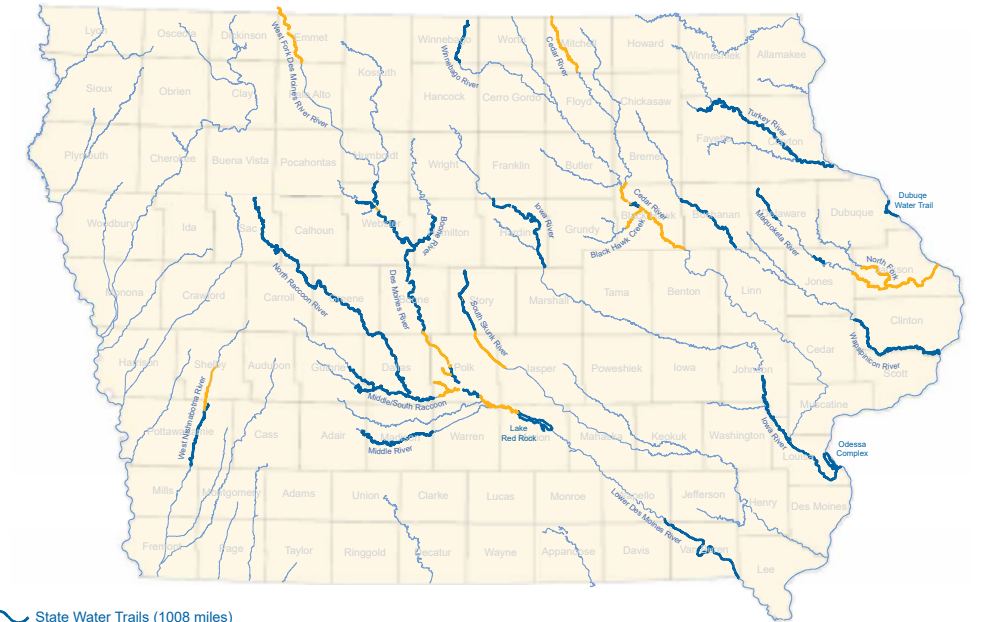 Lyon
Osceola
Dickinson
Emmet
Winnebago
Worth
Mitchell
Howard
Winneshiek
Allamakee
West Fork Des Moines River River
Winnebago River
Cedar River
Kossuth
Sioux
Obrien
Clay
Palo Alto
Hancock
Cerro Gordo
Floyd
Chickasaw
Turkey River
Fayette
Clayton
Plymouth
Cherokee
Buena Vista
Pocahontas
Humboldt
Wright
Franklin
Butler
Bremer
Dubuqe
Water Trail
Woodbury
Ida
Sac
Calhoun
Webster
Hamilton
Boone River
Hardin
Iowa River
Grundy
Black Hawk
Cedar River
Black Hawk Creek
Buchanan
Delaware
Maquoketa River
Dubuque
Monona
Crawford
Carroll
Greene
North Raccoon River
Des Moines River
Boone
Story
South Skunk River
Marshall
Tama
Benton
Linn
Jones
North Fork
Jackson
Clinton
Harrison
Shelby
Audubon
Guthrie
Dallas
Polk
Jasper
Poweshiek
Iowa
Johnson
Cedar
Wapsipinicon River
Scott
Muscatine
West Nishnabotna River
Pottawattamie
Cass
Adair
Middle/South Raccoon
Madison
Middle River
Warren
Lake
Red Rock
Marion
Mahaska
Keokuk
Washington
Iowa River
Louisa
Odessa
Complex
Mills
Montgomery
Adams
Union
Clarke
Lucas
Monroe
Wapello
Jefferson
Henry
Des Moines
Lower Des Moines River
Fremont
Page
Taylor
Ringgold
Decatur
Wayne
Appanoose
Davis
Van Buren
Lee
State Water Trails (1008 miles)